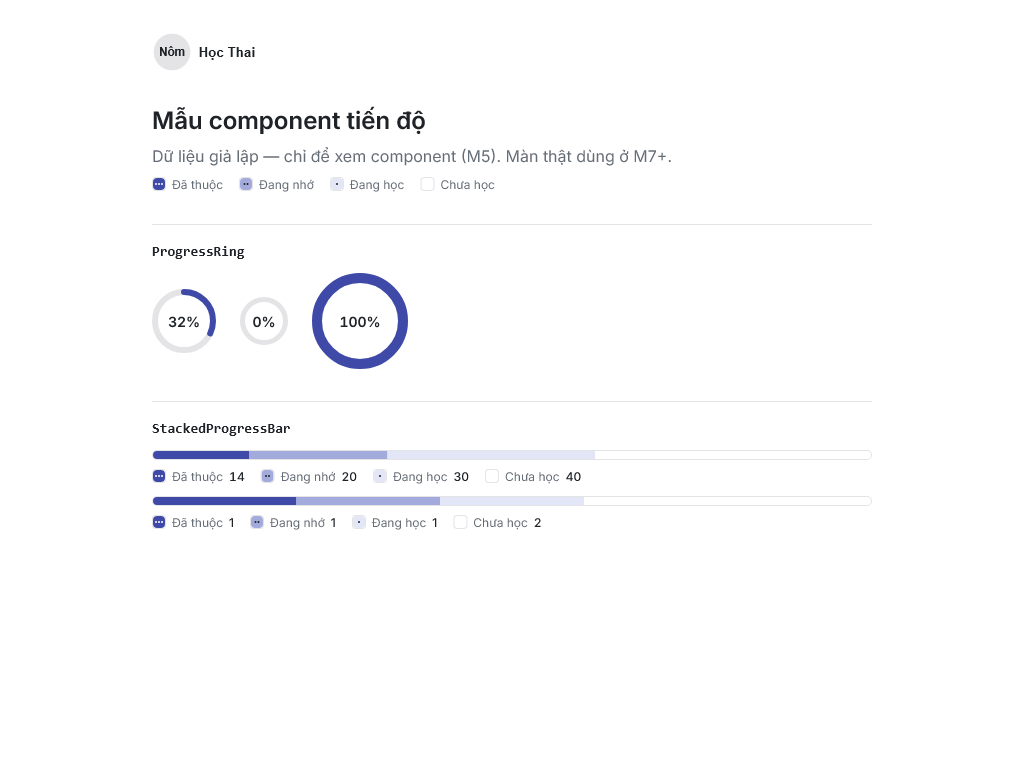 Nôm Học Thai
Mẫu component tiến độ
Dữ liệu giả lập — chỉ để xem component (M5). Màn thật dùng ở M7+.
Đã thuộc Đang nhớ Đang học Chưa học
ProgressRing
32% 0% 100%
StackedProgressBar
Đã thuộc 14 Đang nhớ 20 Đang học 30 Chưa học 40
Đã thuộc 1 Đang nhớ 1 Đang học 1 Chưa học 2